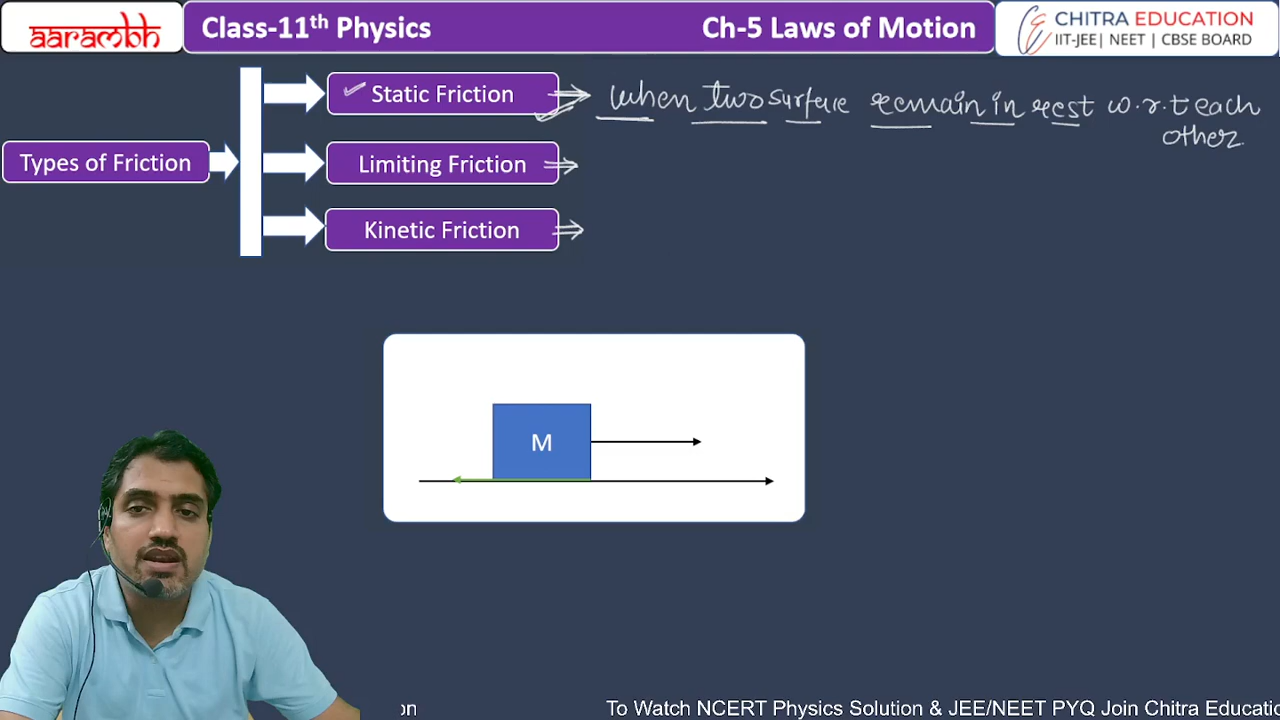 aarambh
Class-11th Physics
Ch-5 Laws of Motion
CHITRA EDUCATION
IIT-JEE| NEET | CBSE BOARD
Types of Friction
Static Friction
When two surface remain in rest w.r.t each
other.
Limiting Friction
Kinetic Friction
M
on
To Watch NCERT Physics Solution & JEE/NEET PYQ Join Chitra Educatio